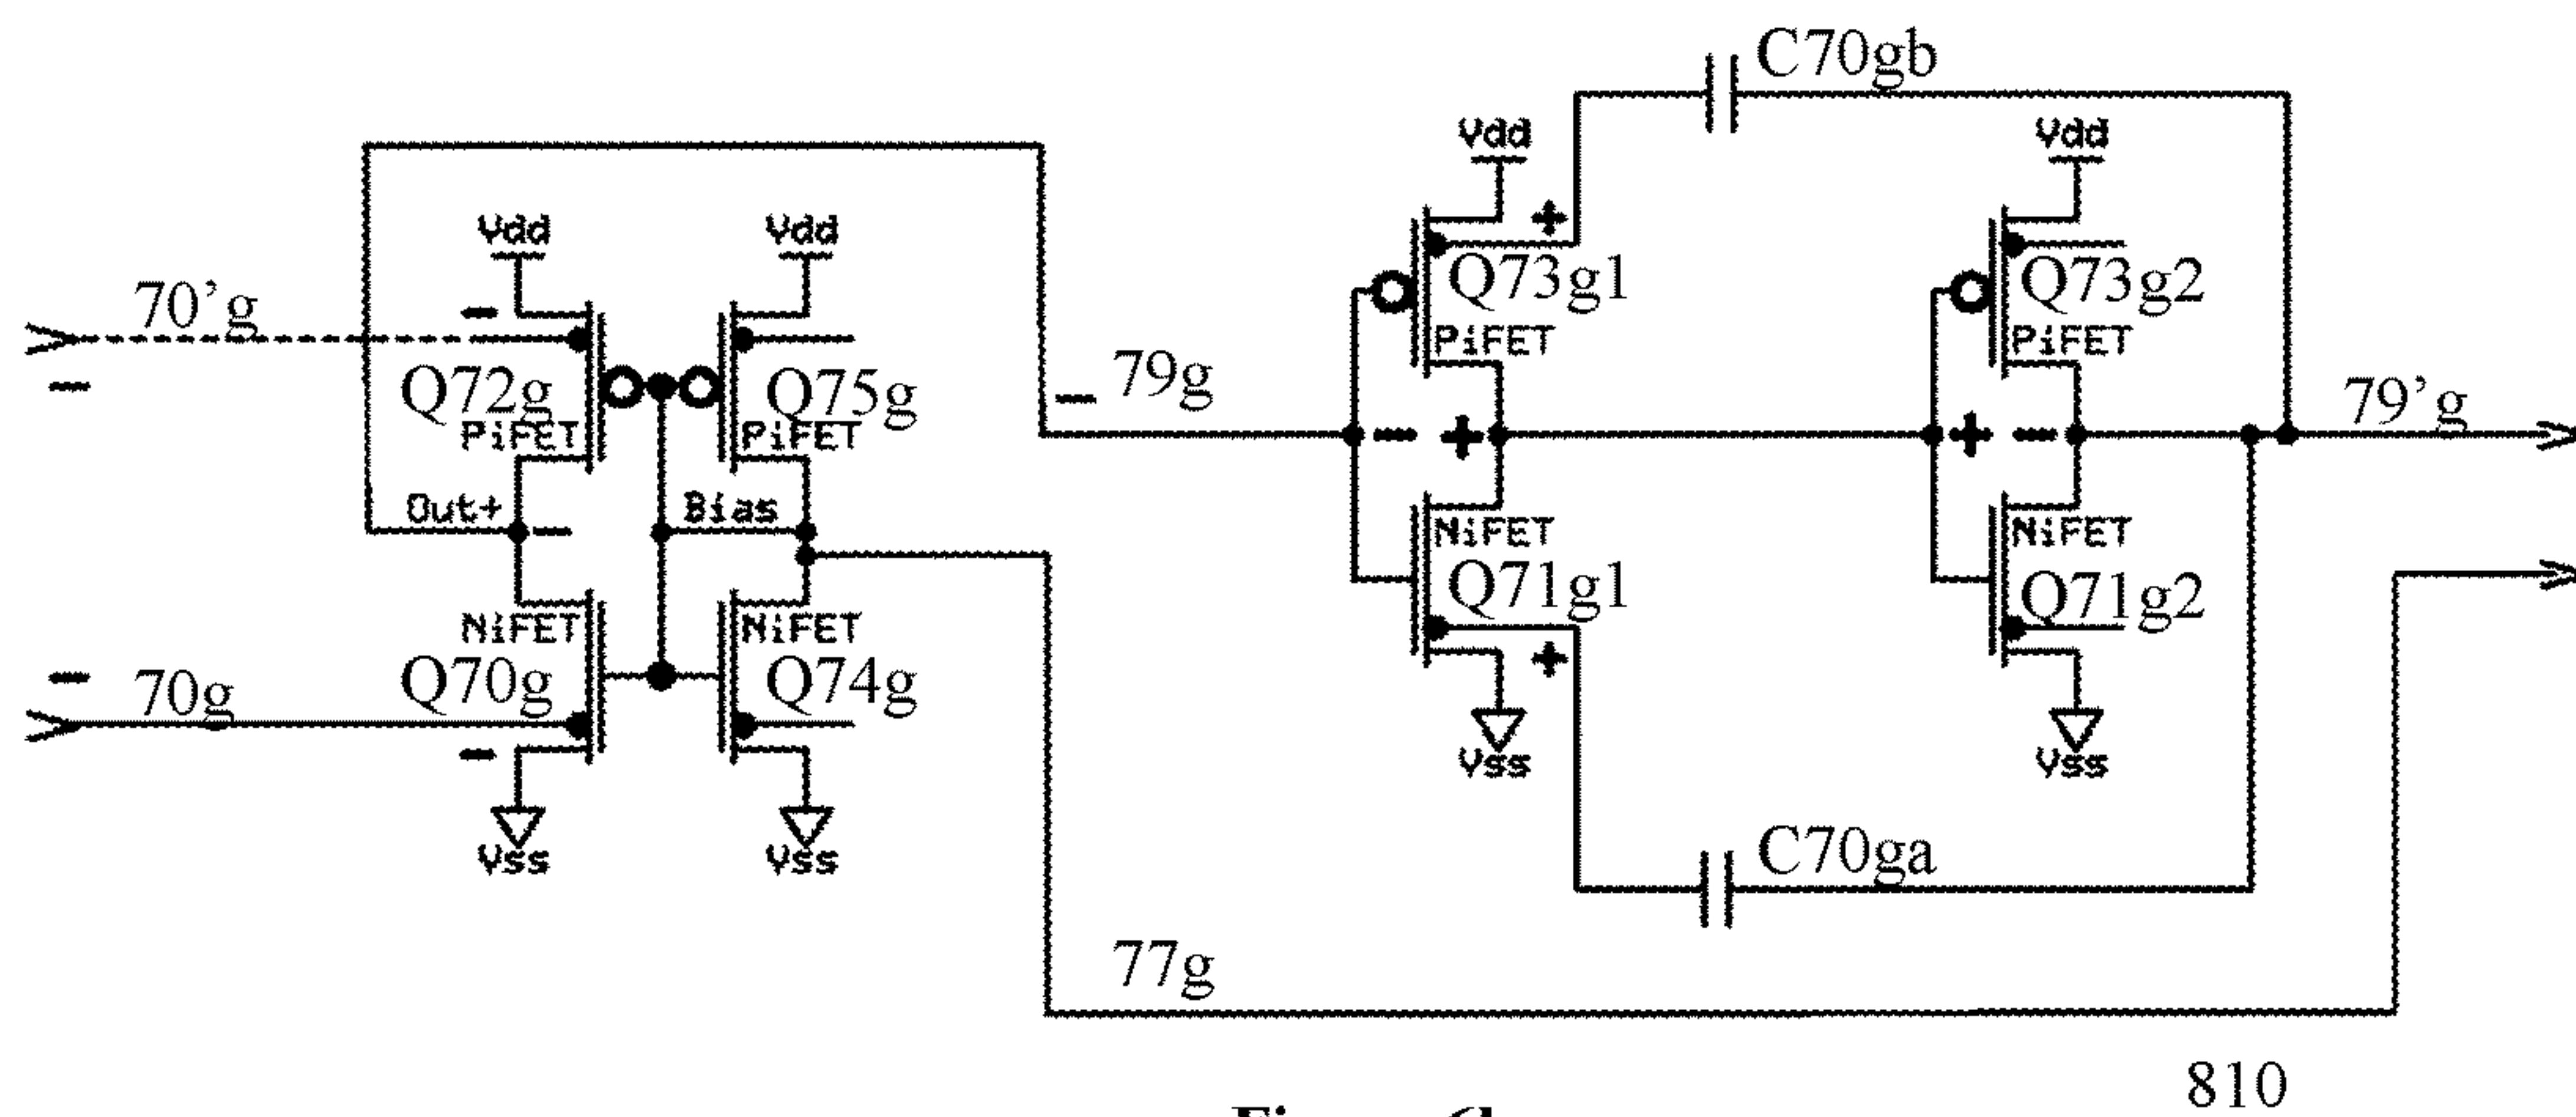 C70gb
Vdd
Vdd
Vdd
Vdd
70'g
Q73g1
Q73g2
PiFET
PiFET
Q72g
Q75g
PiFET
PiFET
79g
79'g
Out+
Bias
NiFET
NiFET
Q71g1
Q71g2
NiFET
NiFET
70g
Q70g
Q74g
Vss
Vss
Vss
Vss
C70ga
77g
810